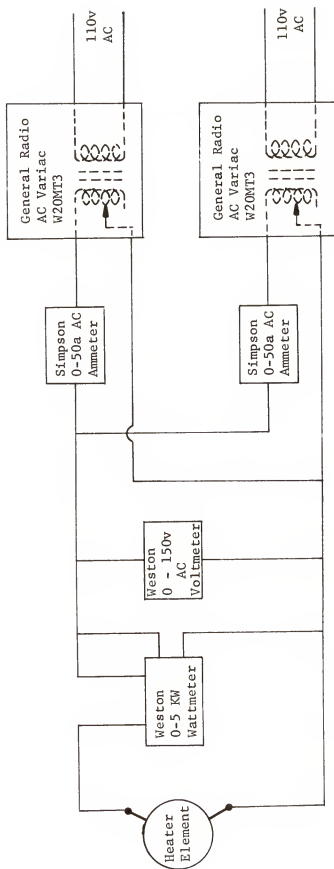 110v
AC
General Radio
AC Variac
W20MT3
Simpson
0-50a AC
Ammeter
110v
AC
General Radio
AC Variac
W20MT3
Simpson
0-50a AC
Ammeter
Weston
0 - 150v
AC
Voltmeter
Weston
0-5 KW
Wattmeter
Heater
Element